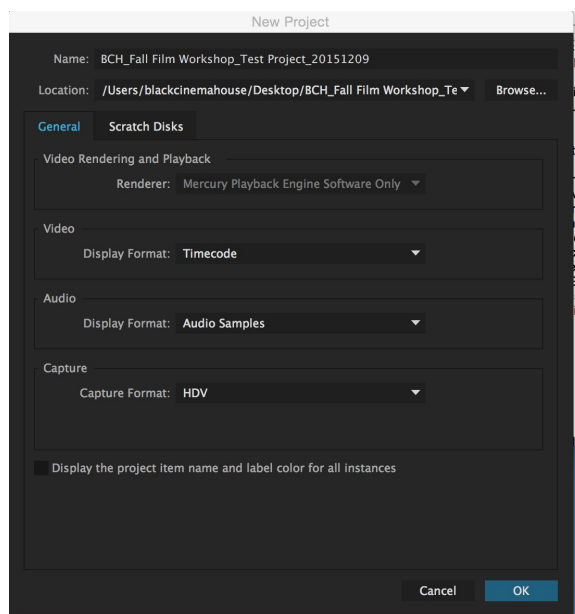 New Project
Name: BCH_Fall Film Workshop_Test Project_20151209
Location: /Users/blackcinemahouse/Desktop/BCH_Fall Film Workshop_Te Browse...
General Scratch Disks
Video Rendering and Playback
Renderer: Mercury Playback Engine Software Only
Video
Display Format: Timecode
Audio
Display Format: Audio Samples
Capture
Capture Format: HDV
Display the project item name and label color for all instances
Cancel OK